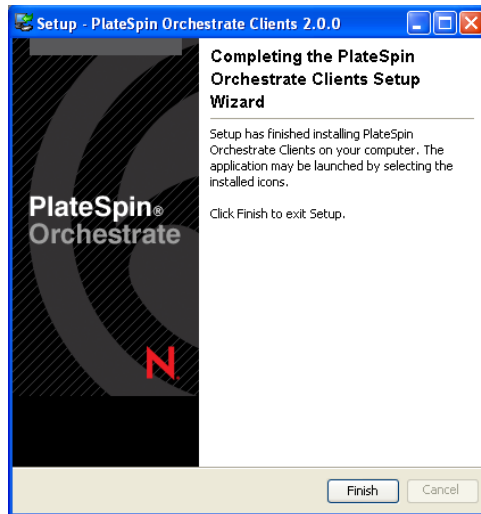 Setup - PlateSpin Orchestrate Clients 2.0.0
Completing the PlateSpin
Orchestrate Clients Setup
Wizard
Setup has finished installing PlateSpin
Orchestrate Clients on your computer. The
application may be launched by selecting the
installed icons.
Click Finish to exit Setup.
PlateSpin®
Orchestrate
N.
Finish
Cancel